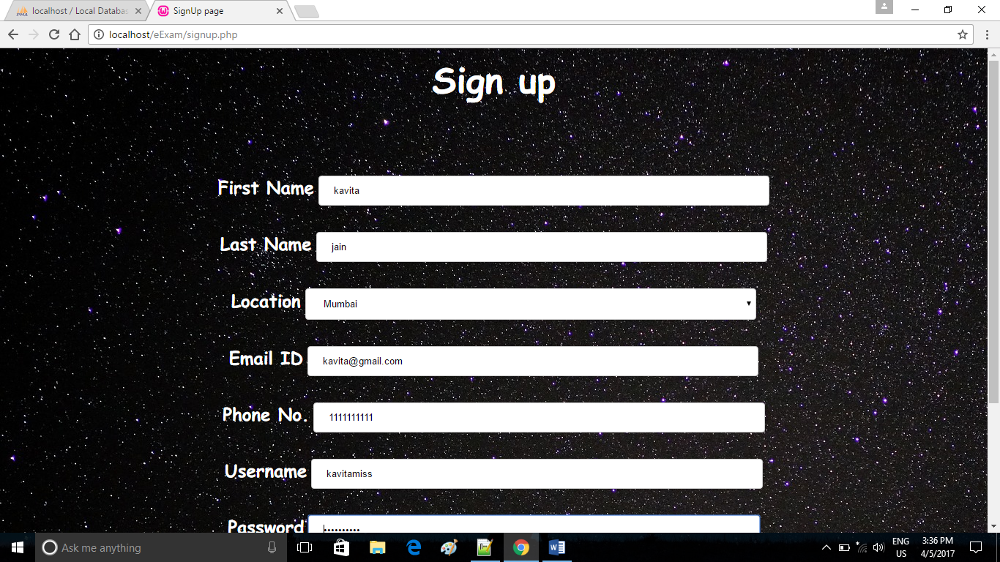 PMA localhost / Local Databas
SignUp page
localhost/eExam/signup.php
Sign up
First Name kavita
Last Name jain
Location Mumbai
Email ID kavita@gmail.com
Phone No. 1111111111
Username kavitamiss
Password ••••••••••
Ask me anything
ENG 3:36 PM
US 4/5/2017